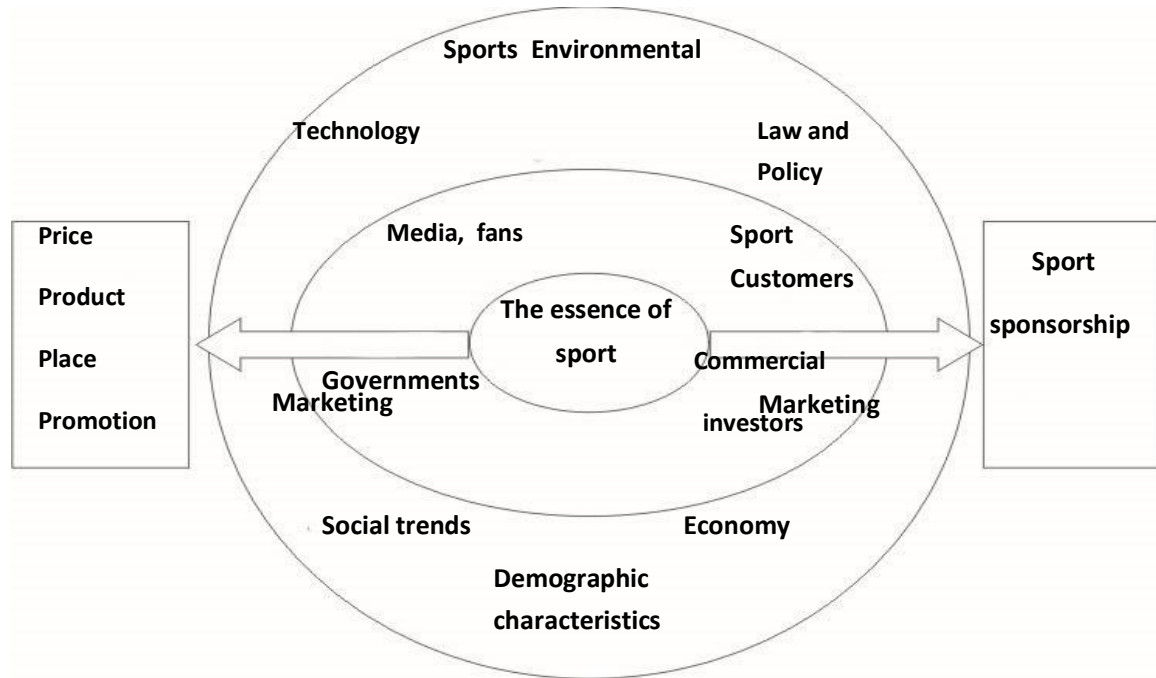 Sports Environmental
Technology
Law and
Policy
Price
Product
Place
Promotion
Media, fans
Sport
Customers
The essence of
sport
Sport
sponsorship
Governments
Marketing
Commercial
investors
Marketing
Social trends
Economy
Demographic
characteristics